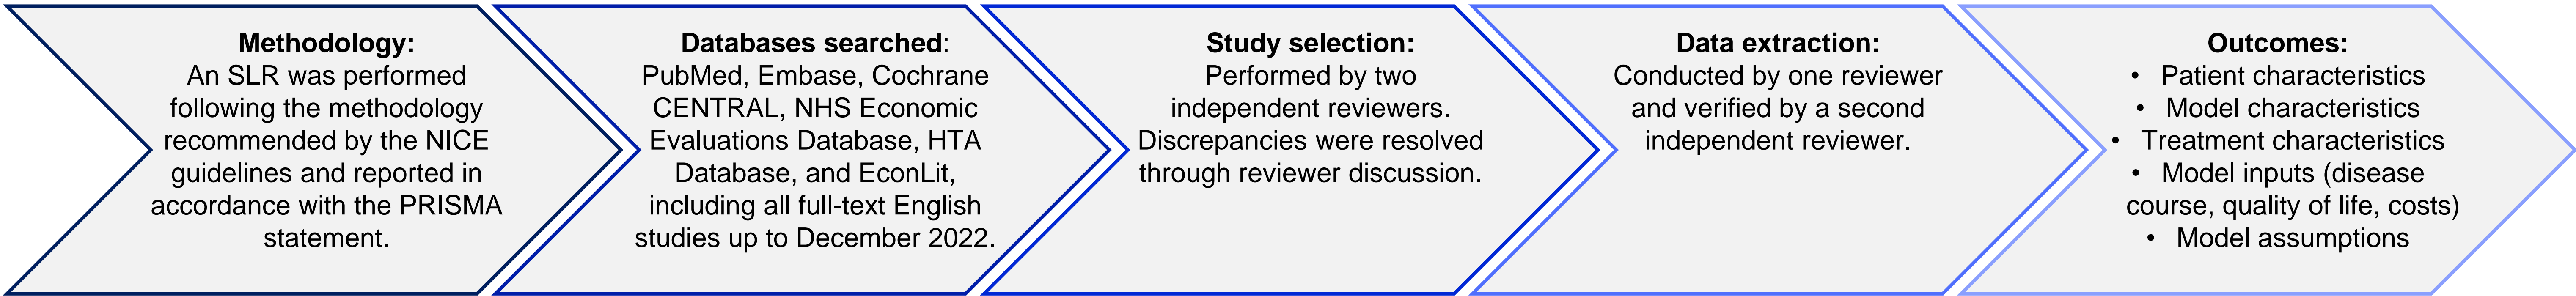 Methodology:
An SLR was performed
following the methodology
recommended by the NICE
guidelines and reported in
accordance with the PRISMA
statement.
Databases searched:
PubMed, Embase, Cochrane
CENTRAL, NHS Economic
Evaluations Database, HTA
Database, and EconLit,
including all full-text English
studies up to December 2022.
Study selection:
Performed by two
independent reviewers.
Discrepancies were resolved
through reviewer discussion.
Data extraction:
Conducted by one reviewer
and verified by a second
independent reviewer.
Outcomes:
• Patient characteristics
• Model characteristics
• Treatment characteristics
• Model inputs (disease
course, quality of life, costs)
• Model assumptions